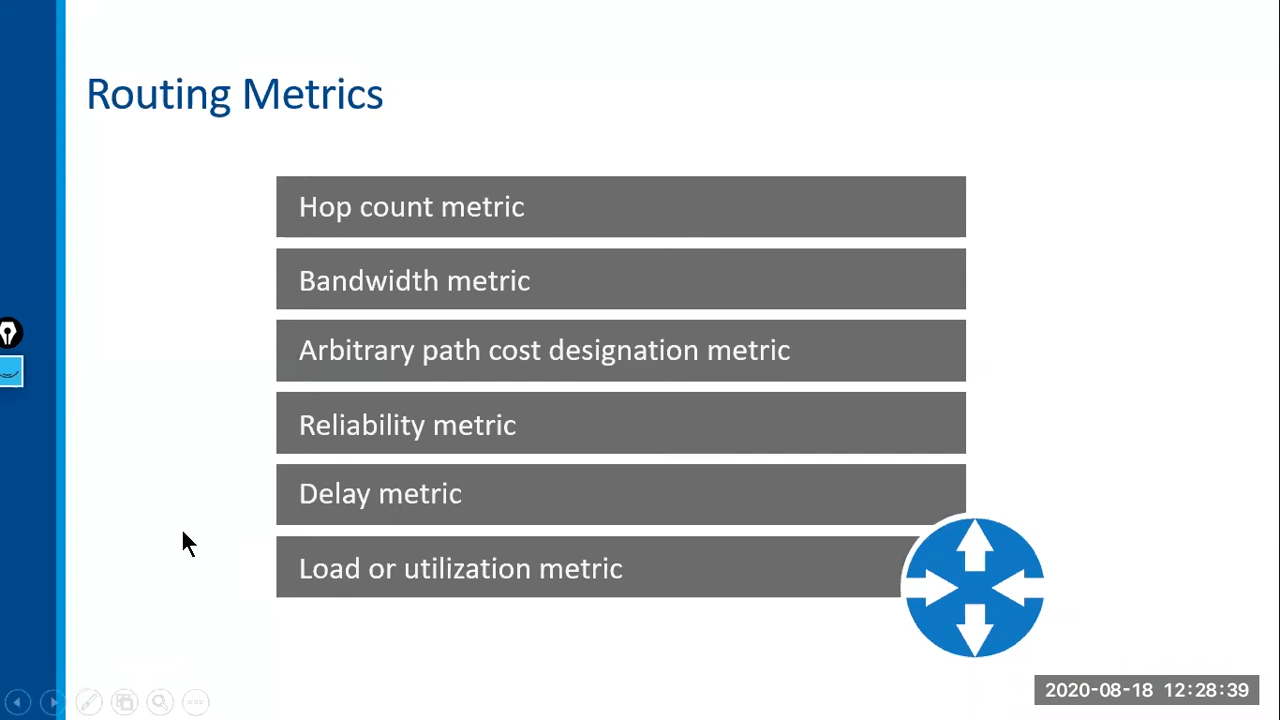 Routing Metrics
Hop count metric
Bandwidth metric
Arbitrary path cost designation metric
Reliability metric
Delay metric
Load or utilization metric
2020-08-18 12:28:39